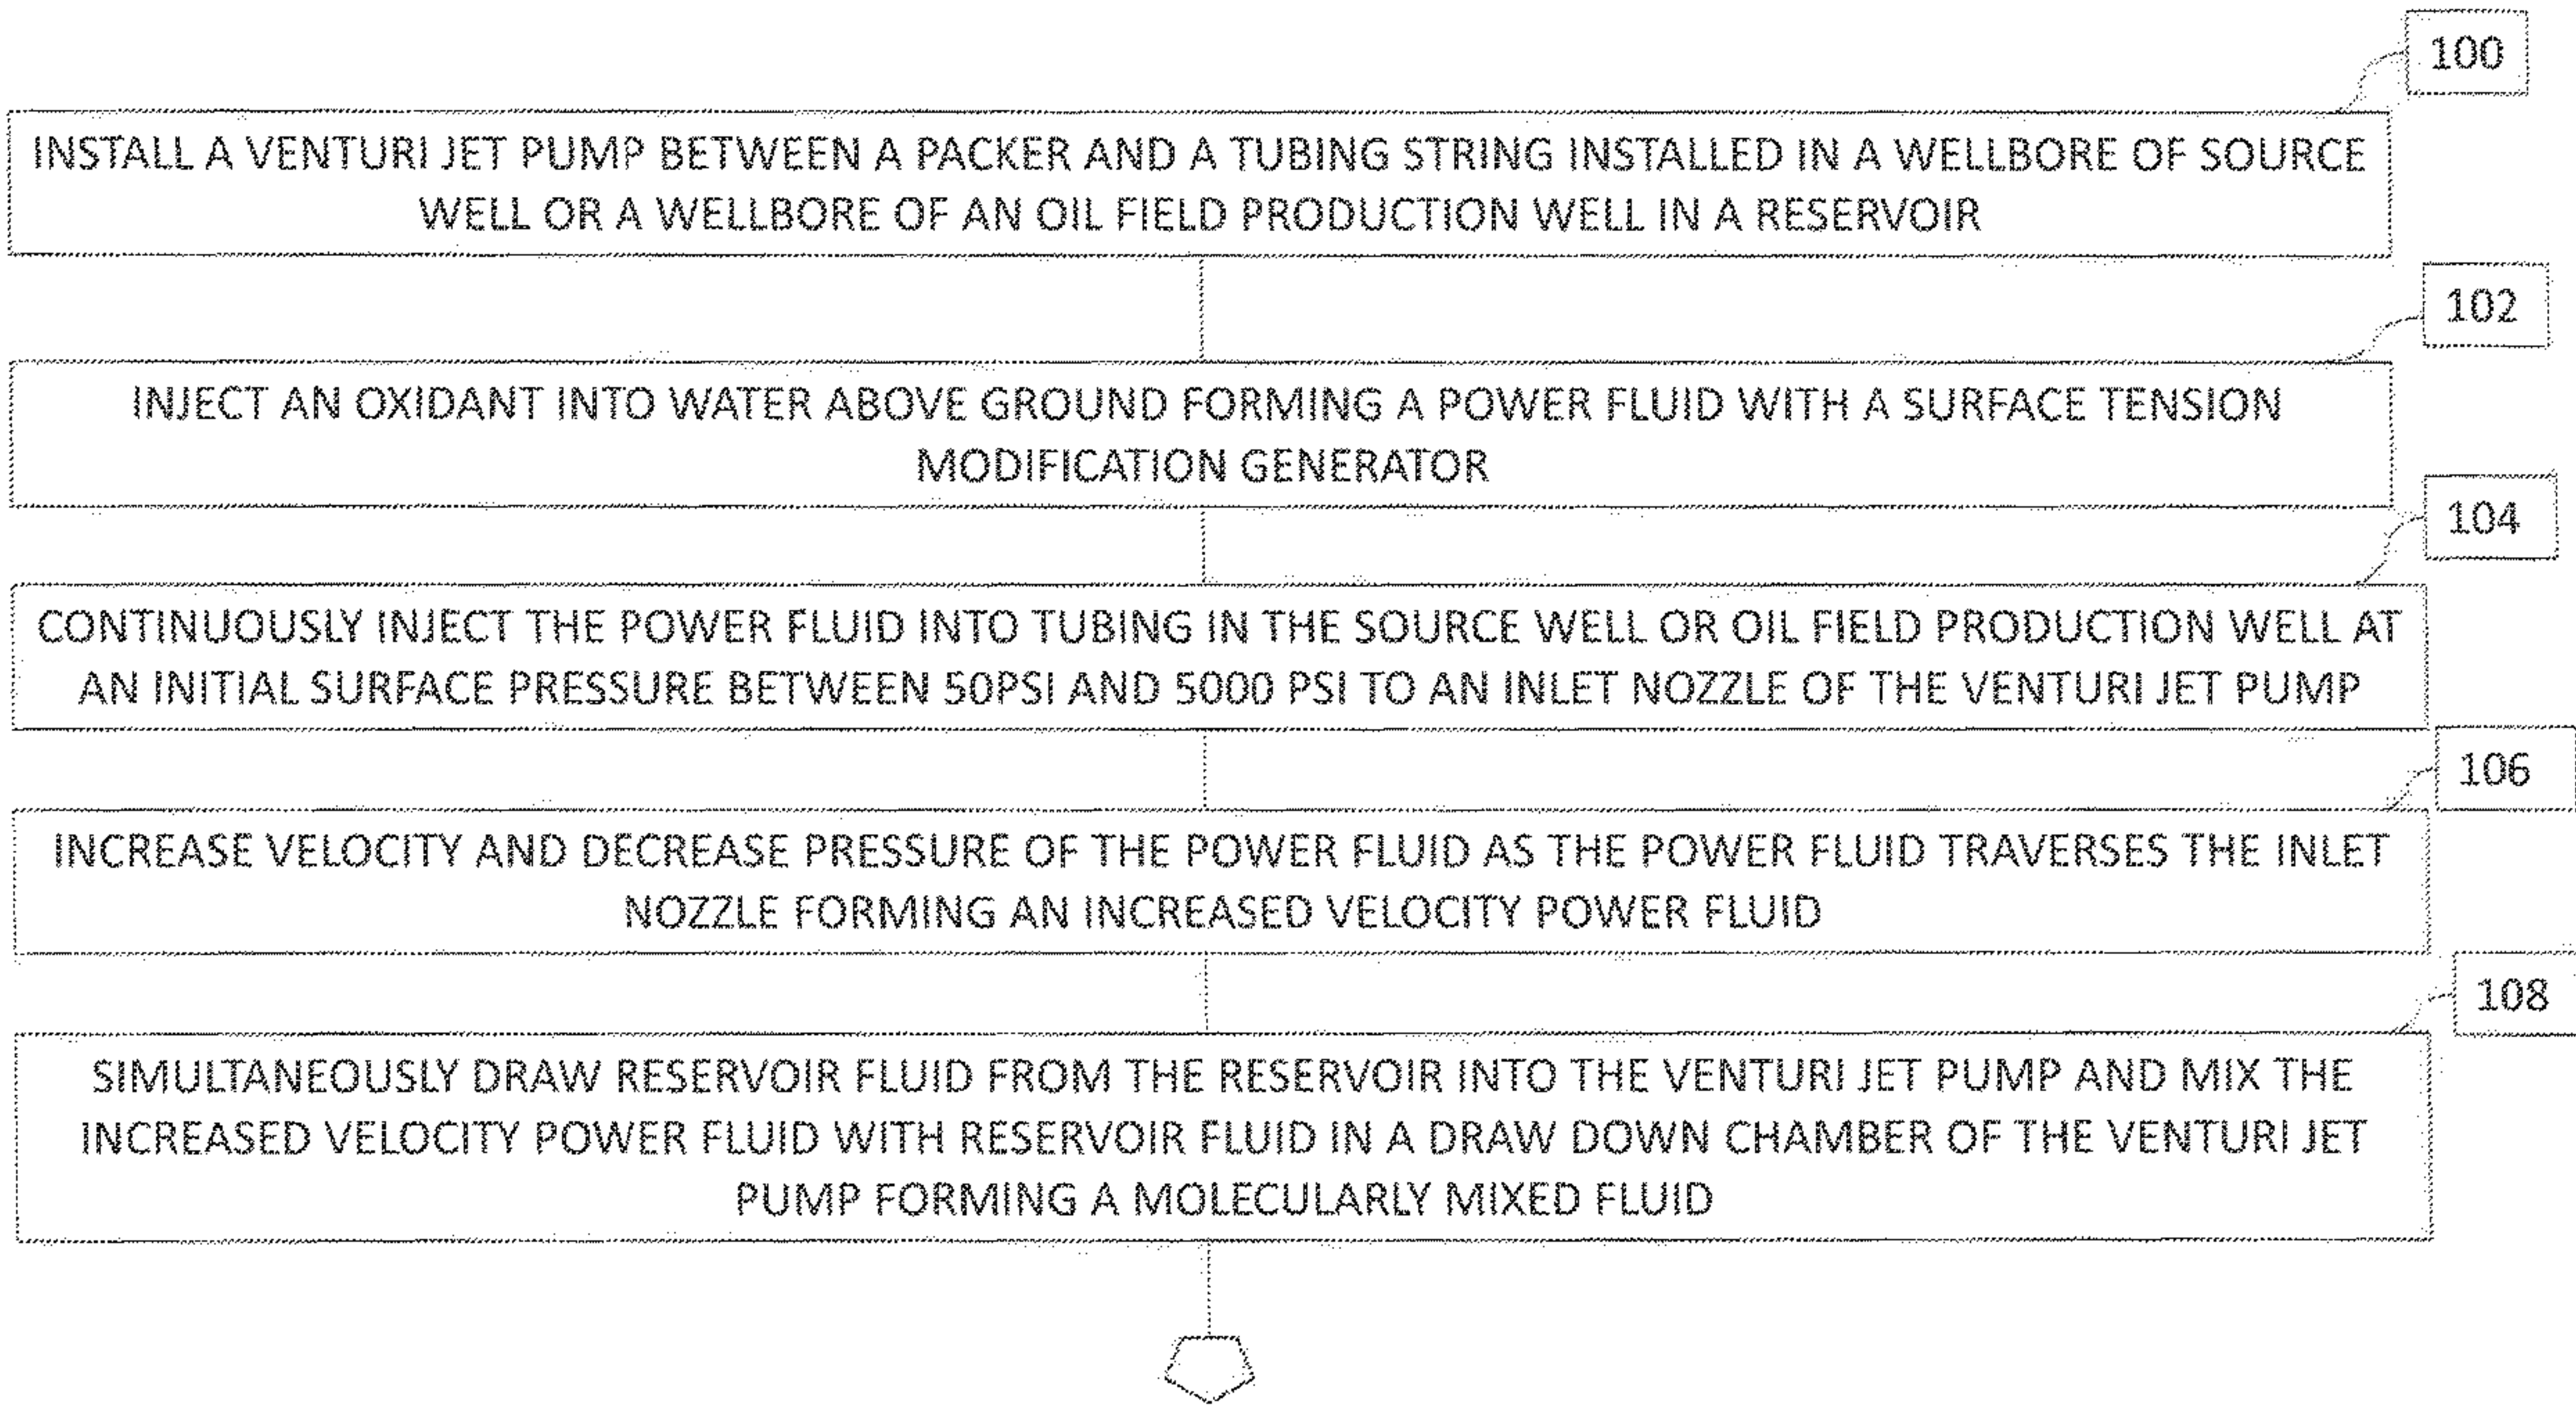 100
INSTALL A VENTURI JET PUMP BETWEEN A PACKER AND A TUBING STRING INSTALLED IN A WELLBORE OF SOURCE
WELL OR A WELLBORE OF AN OIL FIELD PRODUCTION WELL IN A RESERVOIR
102
INJECT AN OXIDANT INTO WATER ABOVE GROUND FORMING A POWER FLUID WITH A SURFACE TENSION
MODIFICATION GENERATOR
104
CONTINUOUSLY INJECT THE POWER FLUID INTO TUBING IN THE SOURCE WELL OR OIL FIELD PRODUCTION WELL AT
AN INITIAL SURFACE PRESSURE BETWEEN 50PSI AND 5000 PSI TO AN INLET NOZZLE OF THE VENTURI JET PUMP
106
INCREASE VELOCITY AND DECREASE PRESSURE OF THE POWER FLUID AS THE POWER FLUID TRAVERSES THE INLET
NOZZLE FORMING AN INCREASED VELOCITY POWER FLUID
108
SIMULTANEOUSLY DRAW RESERVOIR FLUID FROM THE RESERVOIR INTO THE VENTURI JET PUMP AND MIX THE
INCREASED VELOCITY POWER FLUID WITH RESERVOIR FLUID IN A DRAW DOWN CHAMBER OF THE VENTURI JET
PUMP FORMING A MOLECULARLY MIXED FLUID